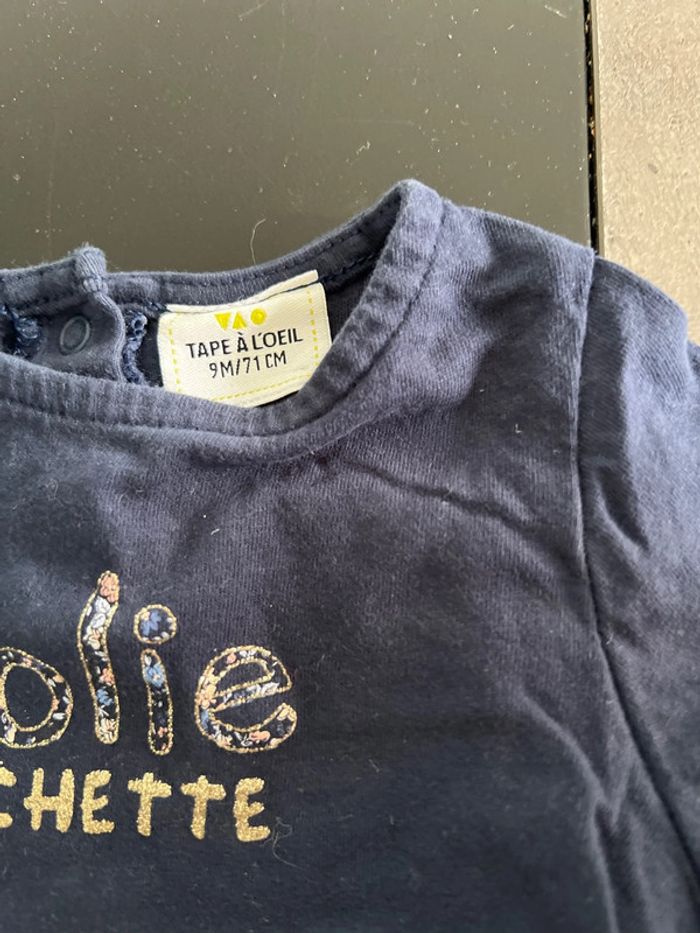 TAPE À L'OEIL
9M/71 CM
olie
CHETTE